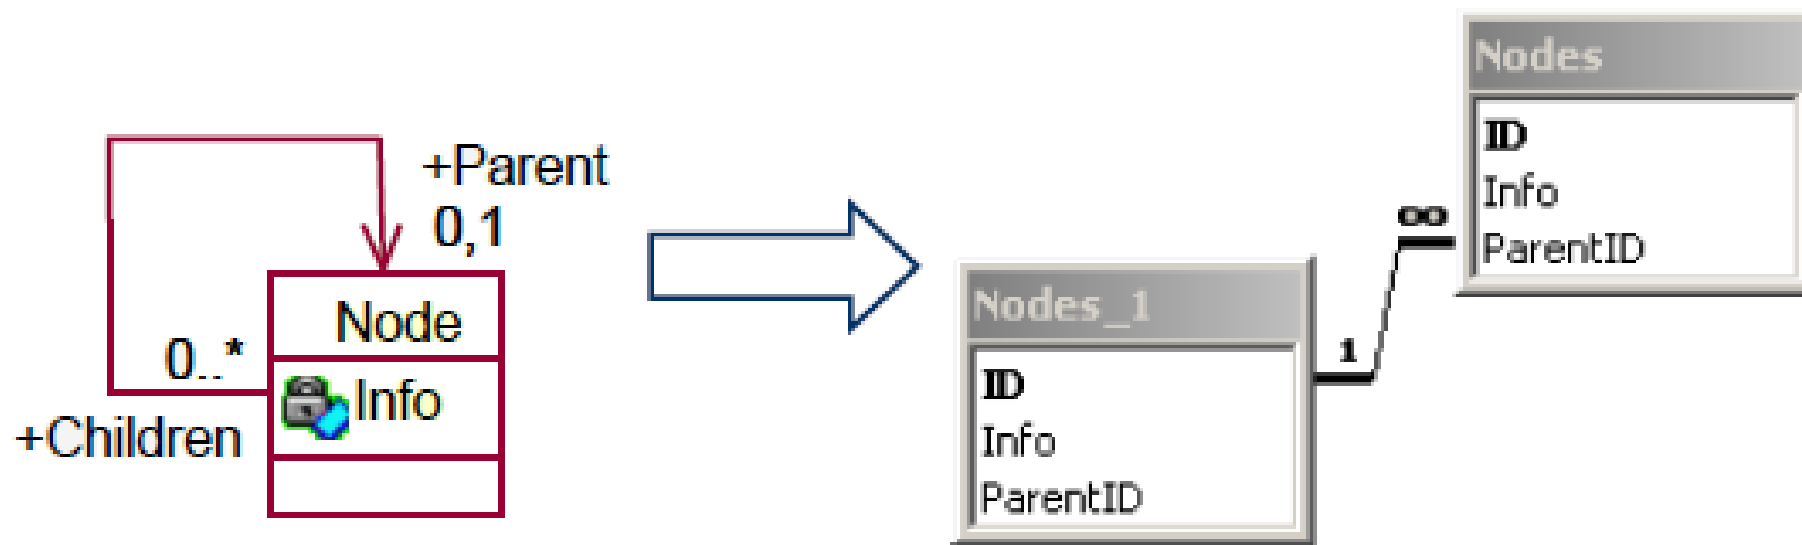 +Parent
0,1
Node
0..*
Info
+Children
Nodes_1
ID
Info
ParentID
1
∞
Nodes
ID
Info
ParentID